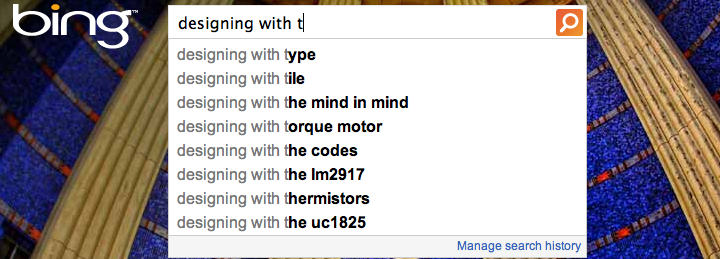 bing™
designing with t
designing with type
designing with tile
designing with the mind in mind
designing with torque motor
designing with the codes
designing with the lm2917
designing with thermistors
designing with the uc1825
Manage search history